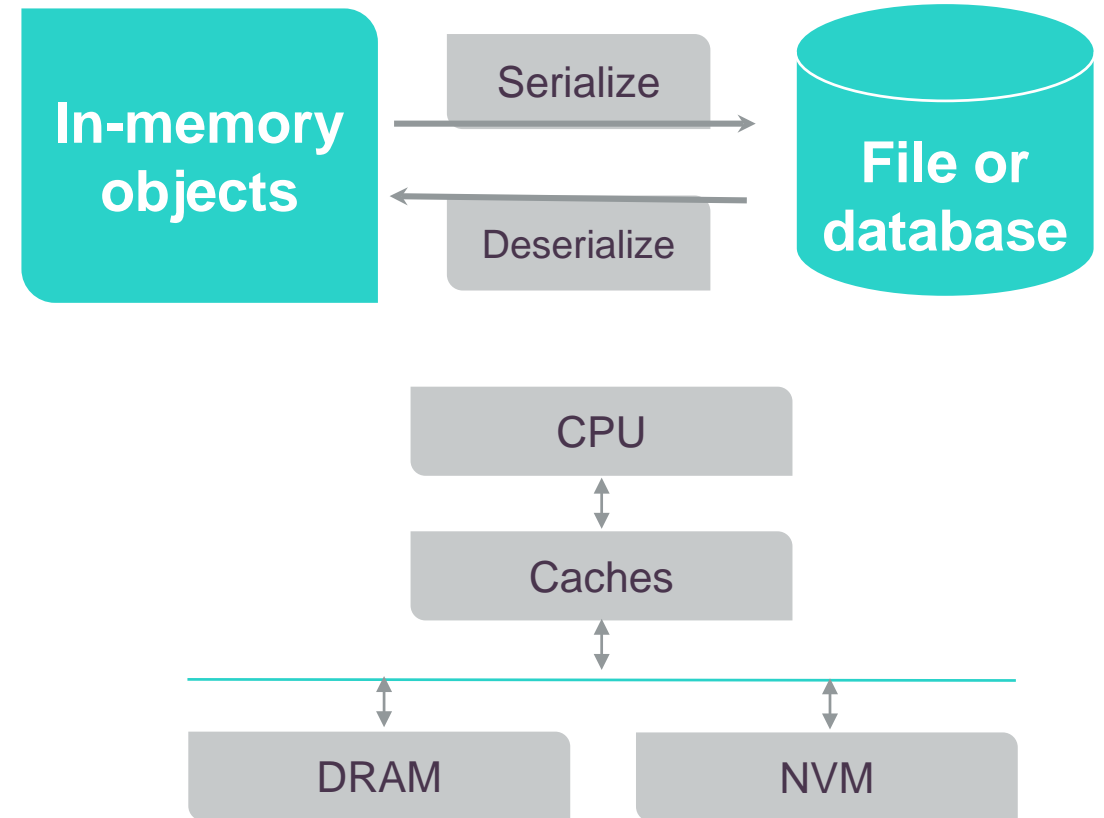 In-memory
objects
Serialize
Deserialize
File or
database
CPU
Caches
DRAM
NVM